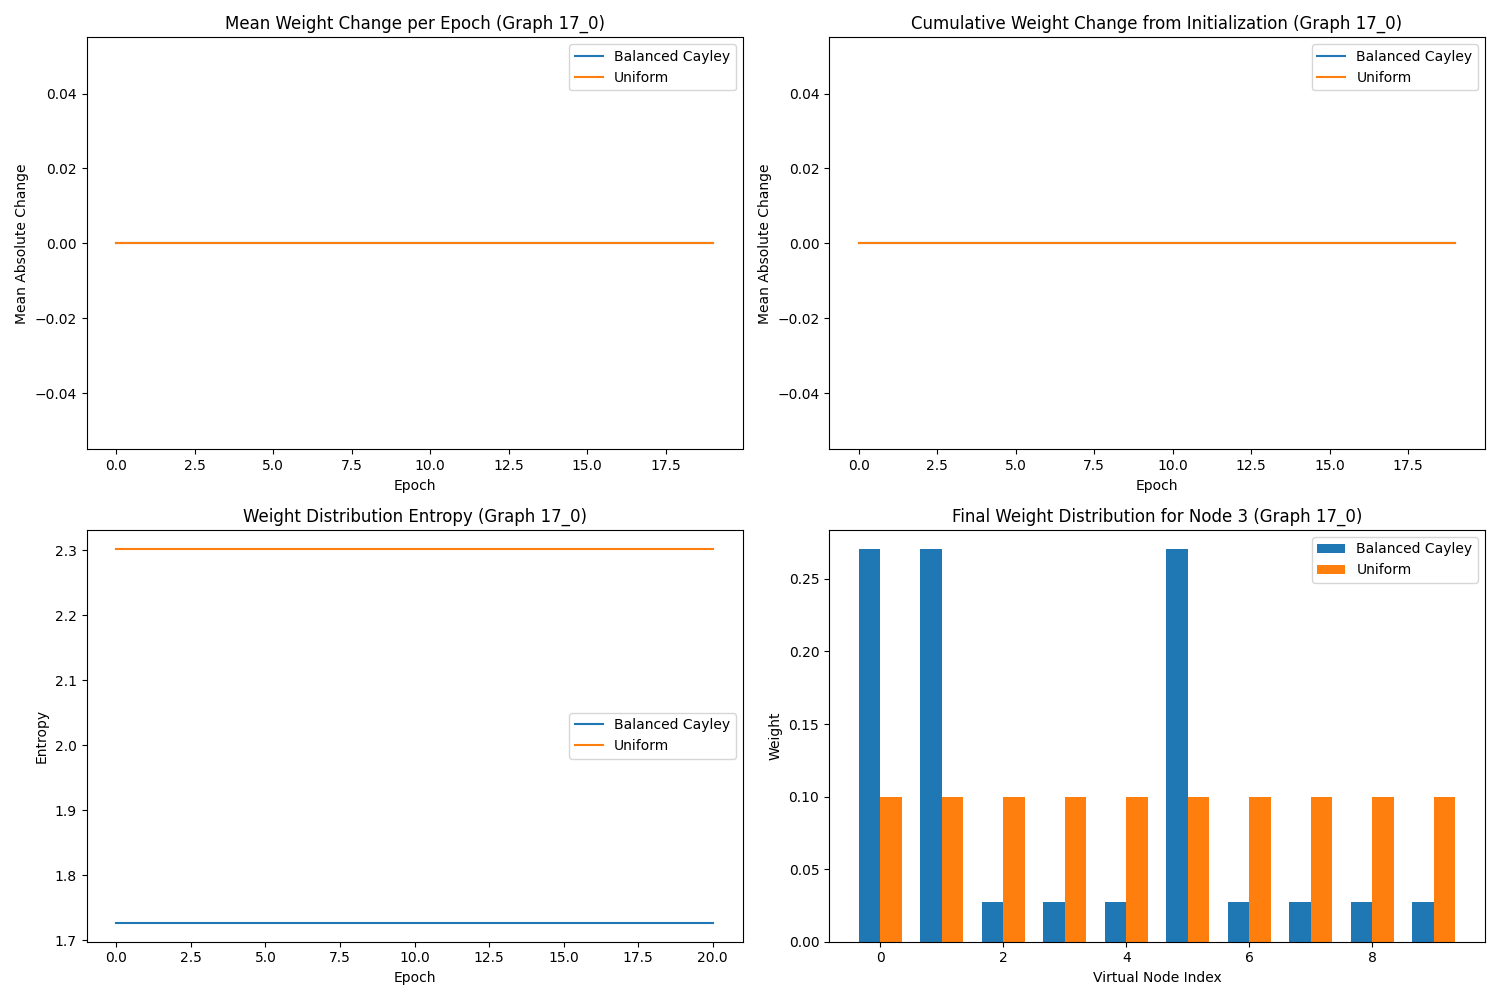 Mean Weight Change per Epoch (Graph 17_0)
Balanced Cayley
Uniform
0.04
0.02
0.00
−0.02
−0.04
Mean Absolute Change
0.0 2.5 5.0 7.5 10.0 12.5 15.0 17.5
Epoch
Cumulative Weight Change from Initialization (Graph 17_0)
Balanced Cayley
Uniform
0.04
0.02
0.00
−0.02
−0.04
Mean Absolute Change
0.0 2.5 5.0 7.5 10.0 12.5 15.0 17.5
Epoch
Weight Distribution Entropy (Graph 17_0)
2.3
2.2
2.1
2.0
1.9
1.8
1.7
Entropy
Balanced Cayley
Uniform
0.0 2.5 5.0 7.5 10.0 12.5 15.0 17.5 20.0
Epoch
Final Weight Distribution for Node 3 (Graph 17_0)
Balanced Cayley
Uniform
0.25
0.20
0.15
0.10
0.05
0.00
Weight
0 2 4 6 8
Virtual Node Index